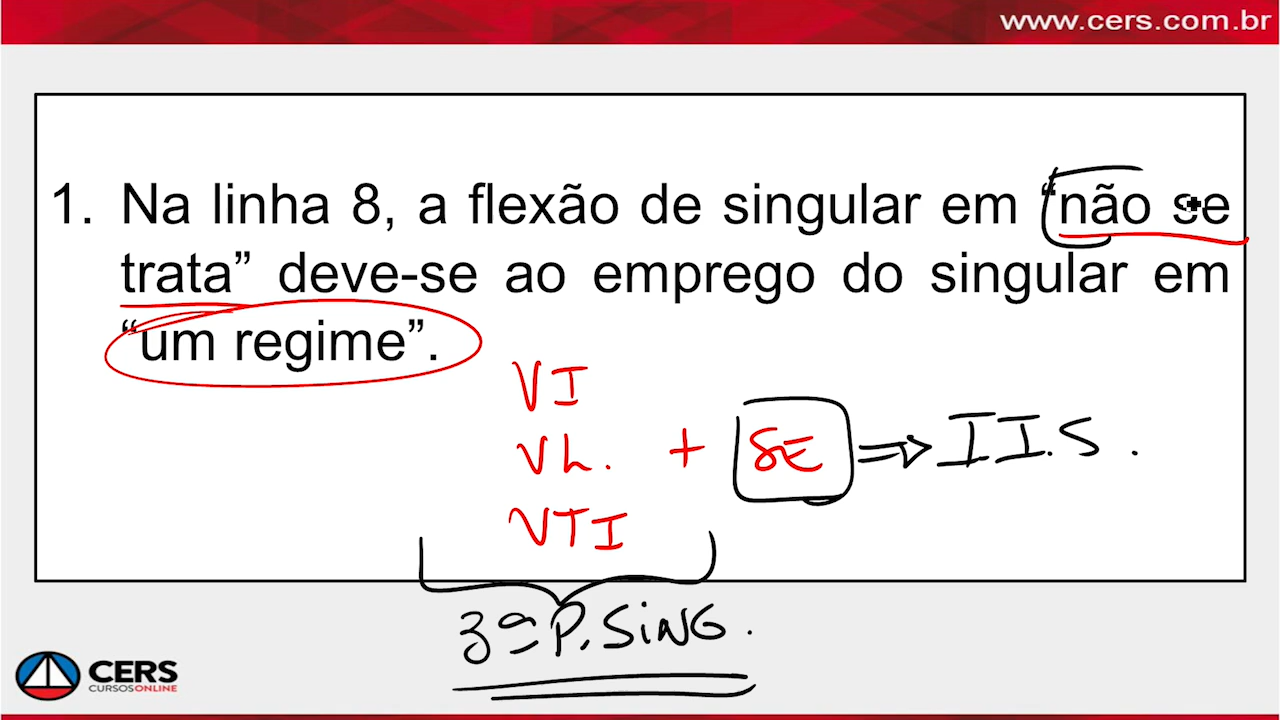 www.cers.com.br
1. Na linha 8, a flexão de singular em “não se
trata” deve-se ao emprego do singular em
“um regime”.
VI
VL. + SE ⇒ I I.S.
VTI
3ª P. SING.
CERS
CURSOSONLINE